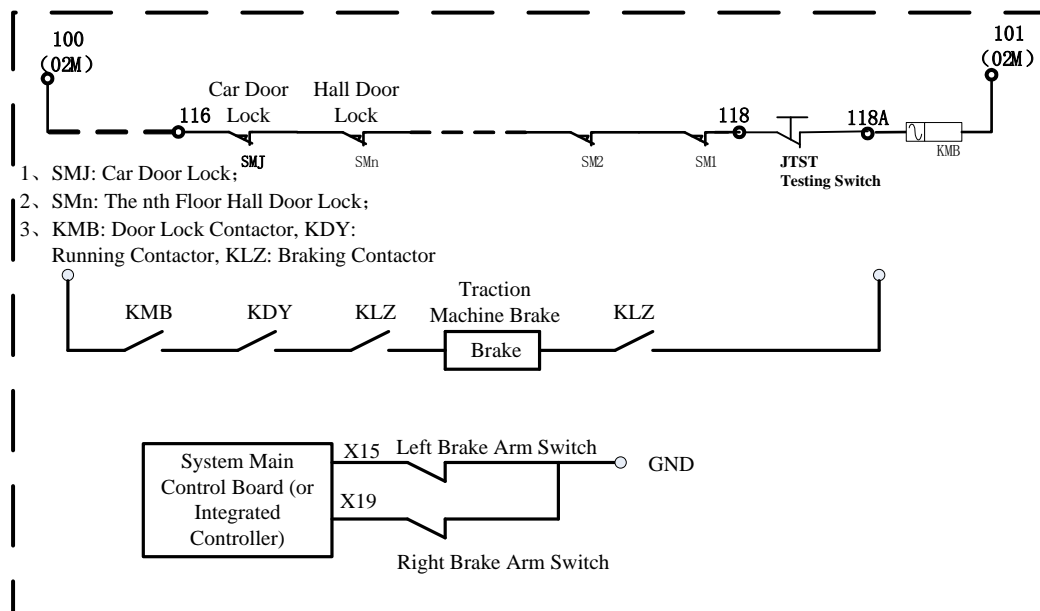 100
(02M)
101
(02M)
Car Door
Lock
Hall Door
Lock
116
118
118A
SMJ
SMn
SM2
SM1
JTST
Testing Switch
KMB
1、SMJ: Car Door Lock;
2、SMn: The nth Floor Hall Door Lock;
3、KMB: Door Lock Contactor, KDY:
Running Contactor, KLZ: Braking Contactor
KMB
KDY
KLZ
Traction
Machine Brake
Brake
KLZ
System Main
Control Board (or
Integrated
Controller)
X15
Left Brake Arm Switch
GND
X19
Right Brake Arm Switch